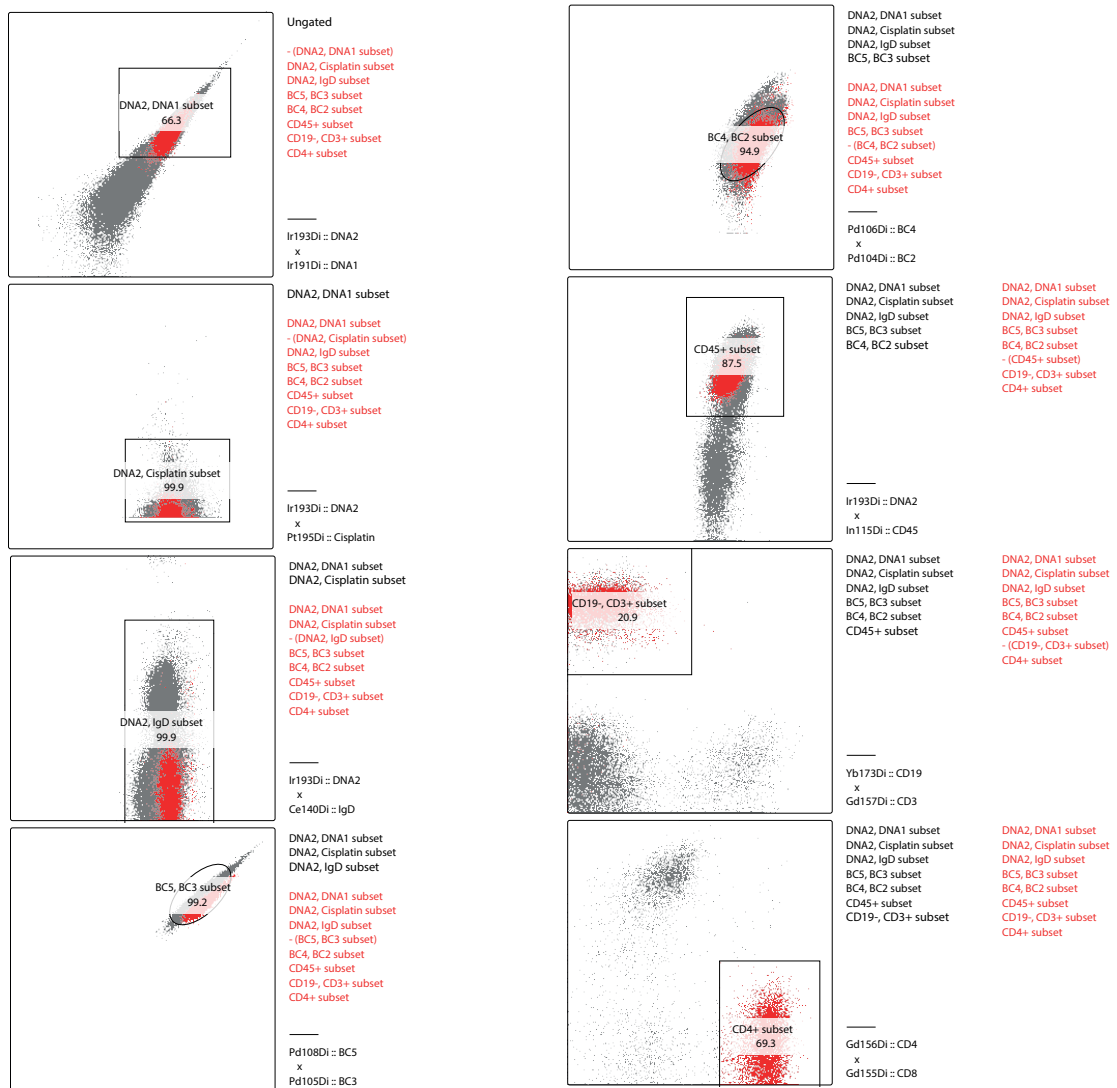 Ungated
- (DNA2, DNA1 subset)
DNA2, Cisplatin subset
DNA2, IgD subset
BC5, BC3 subset
BC4, BC2 subset
CD45+ subset
CD19-, CD3+ subset
CD4+ subset
DNA2, DNA1 subset
66.3
Ir193Di :: DNA2
x
Ir191Di :: DNA1
DNA2, DNA1 subset
DNA2, DNA1 subset
- (DNA2, Cisplatin subset)
DNA2, IgD subset
BC5, BC3 subset
BC4, BC2 subset
CD45+ subset
CD19-, CD3+ subset
CD4+ subset
DNA2, Cisplatin subset
99.9
Ir193Di :: DNA2
x
Pt195Di :: Cisplatin
DNA2, DNA1 subset
DNA2, Cisplatin subset
DNA2, DNA1 subset
DNA2, Cisplatin subset
- (DNA2, IgD subset)
BC5, BC3 subset
BC4, BC2 subset
CD45+ subset
CD19-, CD3+ subset
CD4+ subset
DNA2, IgD subset
99.9
Ir193Di :: DNA2
x
Ce140Di :: IgD
DNA2, DNA1 subset
DNA2, Cisplatin subset
DNA2, IgD subset
DNA2, DNA1 subset
DNA2, Cisplatin subset
DNA2, IgD subset
- (BC5, BC3 subset)
BC4, BC2 subset
CD45+ subset
CD19-, CD3+ subset
CD4+ subset
BC5, BC3 subset
99.2
Pd108Di :: BC5
x
Pd105Di :: BC3
DNA2, DNA1 subset
DNA2, Cisplatin subset
DNA2, IgD subset
BC5, BC3 subset
DNA2, DNA1 subset
DNA2, Cisplatin subset
DNA2, IgD subset
BC5, BC3 subset
- (BC4, BC2 subset)
CD45+ subset
CD19-, CD3+ subset
CD4+ subset
BC4, BC2 subset
94.9
Pd106Di :: BC4
x
Pd104Di :: BC2
DNA2, DNA1 subset
DNA2, Cisplatin subset
DNA2, IgD subset
BC5, BC3 subset
BC4, BC2 subset
DNA2, DNA1 subset
DNA2, Cisplatin subset
DNA2, IgD subset
BC5, BC3 subset
BC4, BC2 subset
- (CD45+ subset)
CD19-, CD3+ subset
CD4+ subset
CD45+ subset
87.5
Ir193Di :: DNA2
x
In115Di :: CD45
DNA2, DNA1 subset
DNA2, Cisplatin subset
DNA2, IgD subset
BC5, BC3 subset
BC4, BC2 subset
CD45+ subset
DNA2, DNA1 subset
DNA2, Cisplatin subset
DNA2, IgD subset
BC5, BC3 subset
BC4, BC2 subset
CD45+ subset
- (CD19-, CD3+ subset)
CD4+ subset
CD19-, CD3+ subset
20.9
Yb173Di :: CD19
x
Gd157Di :: CD3
DNA2, DNA1 subset
DNA2, Cisplatin subset
DNA2, IgD subset
BC5, BC3 subset
BC4, BC2 subset
CD45+ subset
CD19-, CD3+ subset
DNA2, DNA1 subset
DNA2, Cisplatin subset
DNA2, IgD subset
BC5, BC3 subset
BC4, BC2 subset
CD45+ subset
CD19-, CD3+ subset
CD4+ subset
CD4+ subset
69.3
Gd156Di :: CD4
x
Gd155Di :: CD8